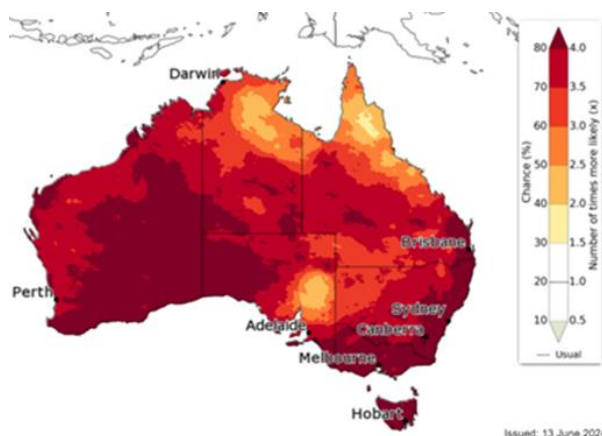 Darwin
Brisbane
Perth
Sydney
Adelaide
Canberra
Melbourne
Hobart
80 4.0
70 3.5
60 3.0
50 2.5
40 2.0
30 1.5
20 1.0
10 0.5
Chance (%)
Number of times more likely (x)
Usual
Issued: 13 June